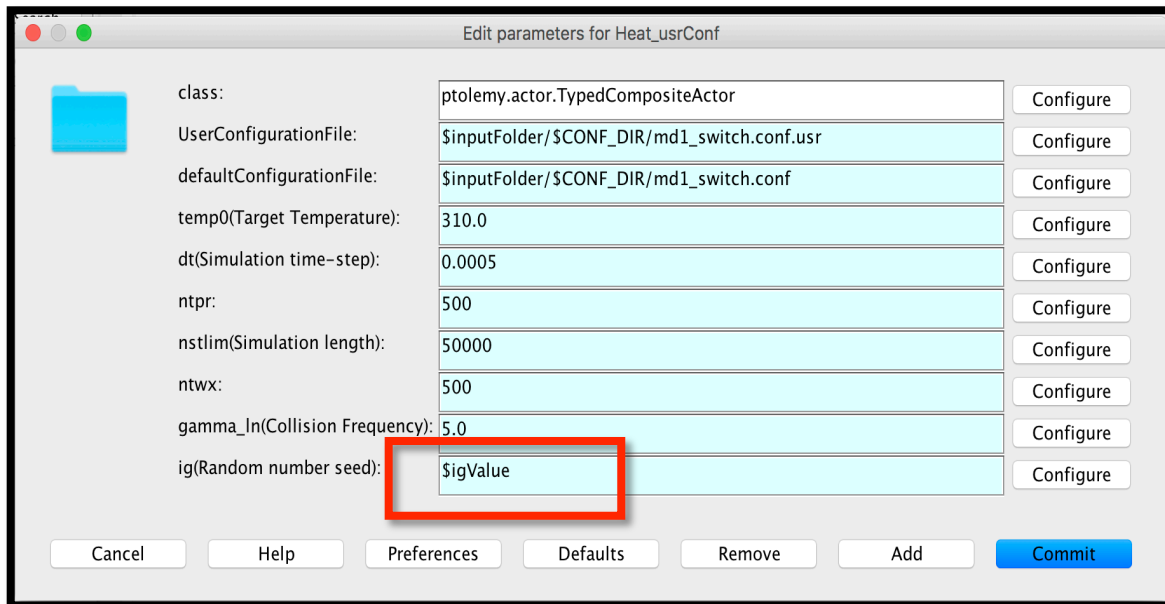 Edit parameters for Heat_usrConf
class: ptolemy.actor.TypedCompositeActor Configure
UserConfigurationFile: $inputFolder/$CONF_DIR/md1_switch.conf.usr Configure
defaultConfigurationFile: $inputFolder/$CONF_DIR/md1_switch.conf Configure
temp0(Target Temperature): 310.0 Configure
dt(Simulation time-step): 0.0005 Configure
ntpr: 500 Configure
nstlim(Simulation length): 50000 Configure
ntwx: 500 Configure
gamma_ln(Collision Frequency): 5.0 Configure
ig(Random number seed): $igValue Configure
Cancel Help Preferences Defaults Remove Add Commit